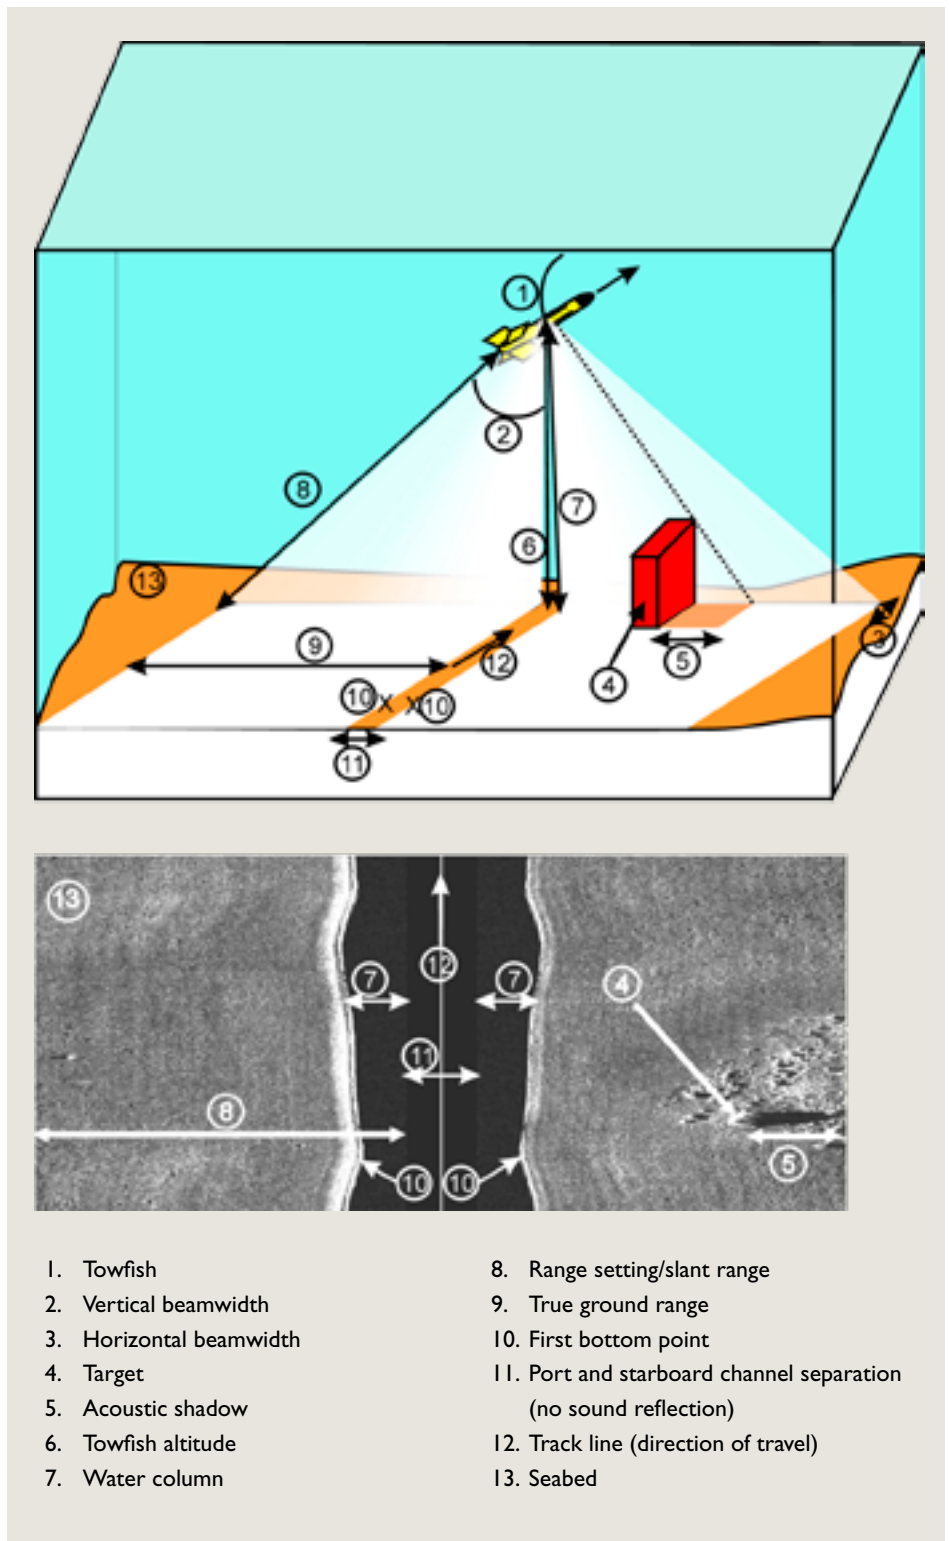 1
2
8
7
6
13
9
12
3
5
4
10 X X 10
11
13
12
7
7
4
11
8
5
10
10
1. Towfish
2. Vertical beamwidth
3. Horizontal beamwidth
4. Target
5. Acoustic shadow
6. Towfish altitude
7. Water column
8. Range setting/slant range
9. True ground range
10. First bottom point
11. Port and starboard channel separation
(no sound reflection)
12. Track line (direction of travel)
13. Seabed